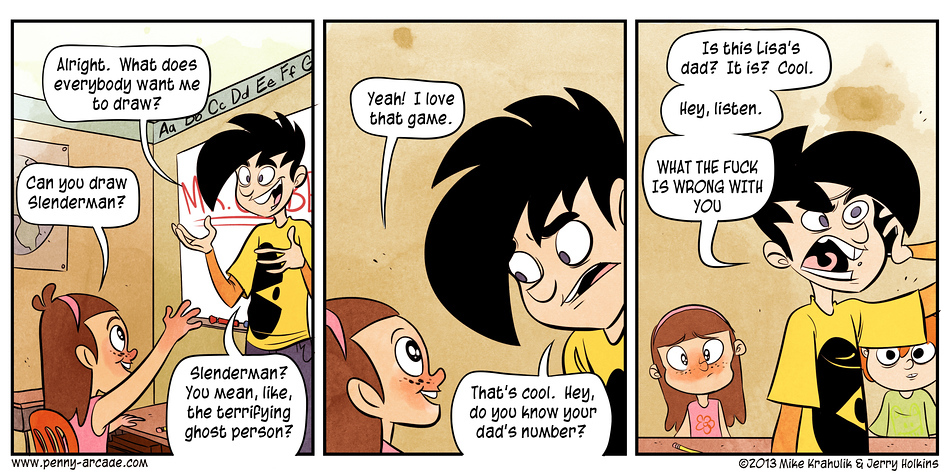 Alright. What does
everybody want me
to draw?
Aa Bb Cc Dd Ee Ff G
Can you draw
Slenderman?
MR. G
Slenderman?
You mean, like,
the terrifying
ghost person?
Yeah! I love
that game.
That's cool. Hey,
do you know your
dad's number?
Is this Lisa's
dad? It is? Cool.
Hey, listen.
WHAT THE FUCK
IS WRONG WITH
YOU
www.penny-arcade.com
©2013 Mike Krahulik & Jerry Holkins